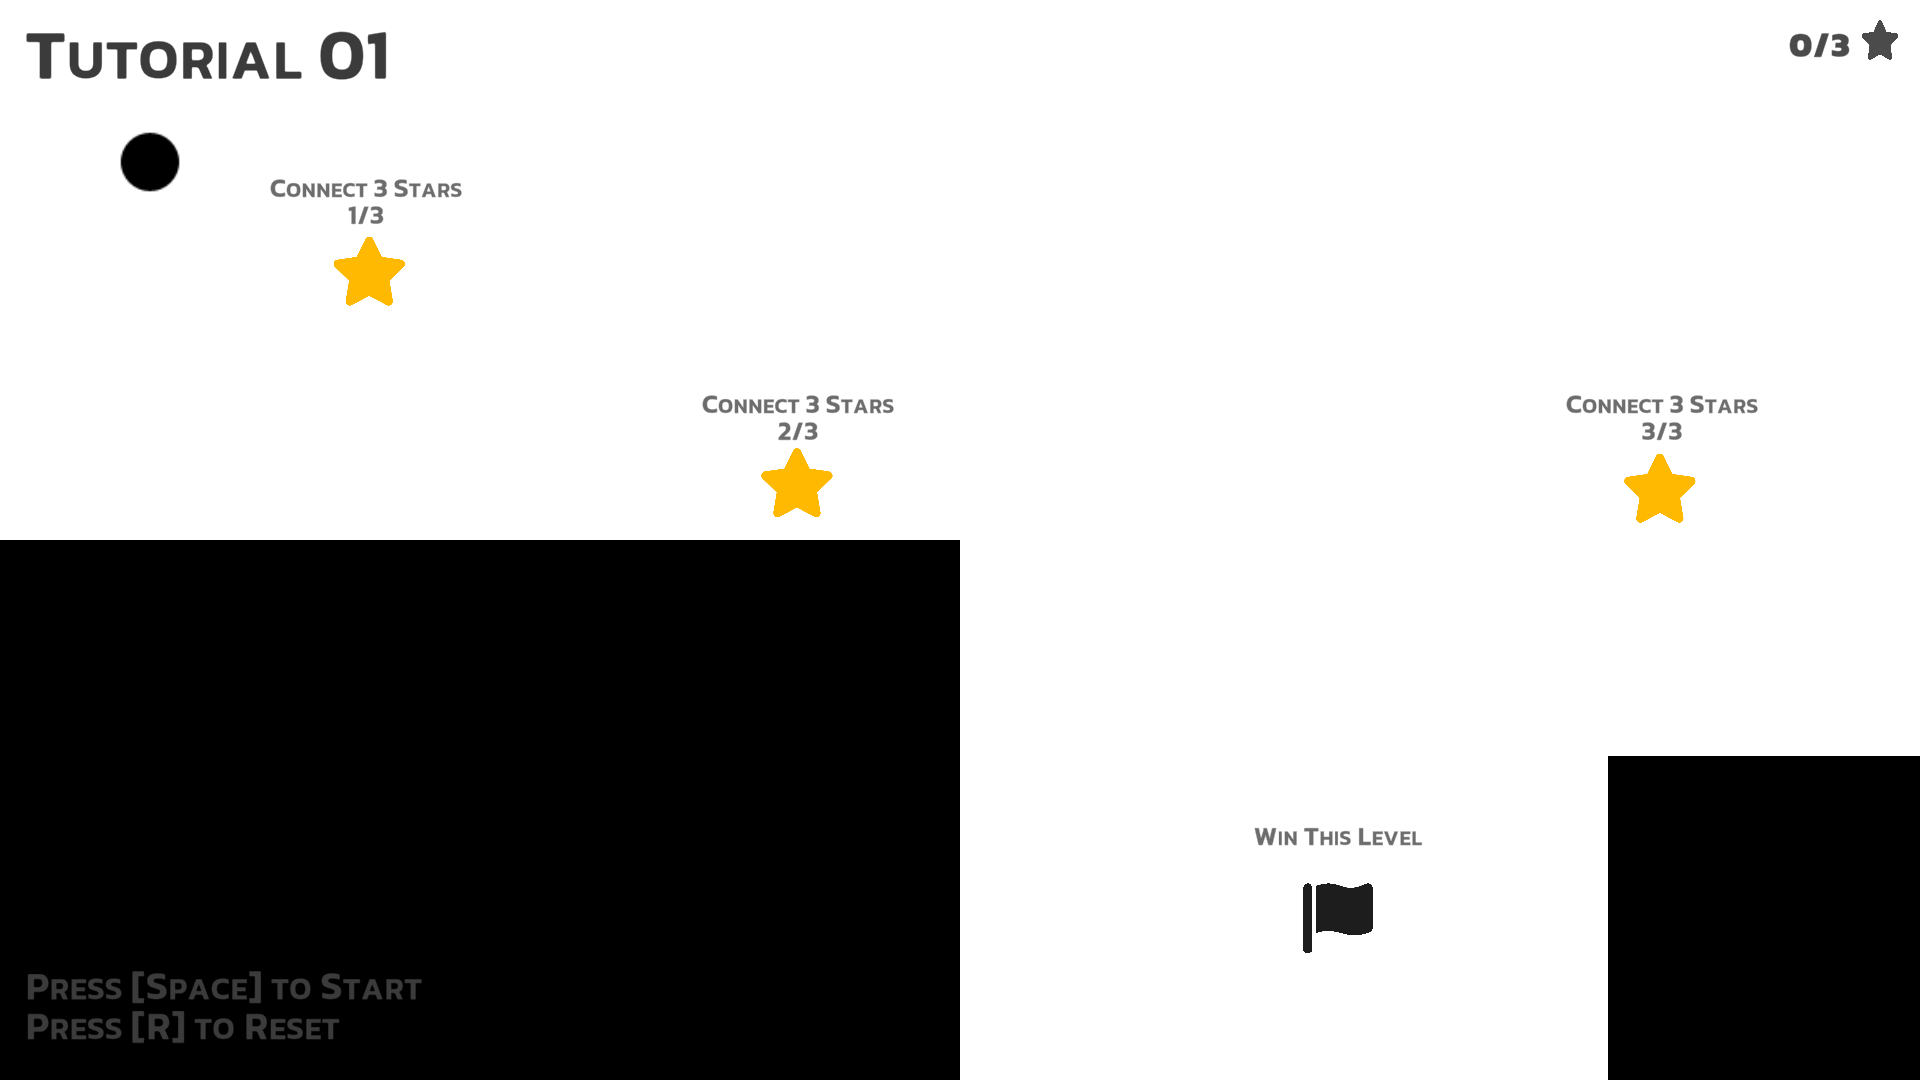 Tutorial 01
0/3
Connect 3 Stars
1/3
Connect 3 Stars
2/3
Connect 3 Stars
3/3
Win This Level
Press [Space] to Start
Press [R] to Reset